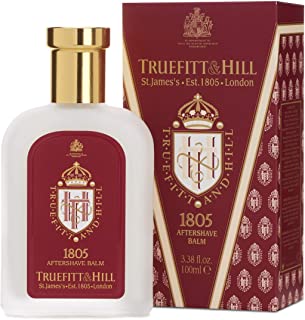 TRUEFITT & HILL
1805
AFTERSHAVE BALM
TRUEFITT & HILL
St. James's • Est. 1805 • London
100ml
TRUEFITT & HILL
St.James's • Est.1805 • London
TRUEFITT AND HILL
1805
AFTERSHAVE
BALM
3.38 fl.oz.
100ml